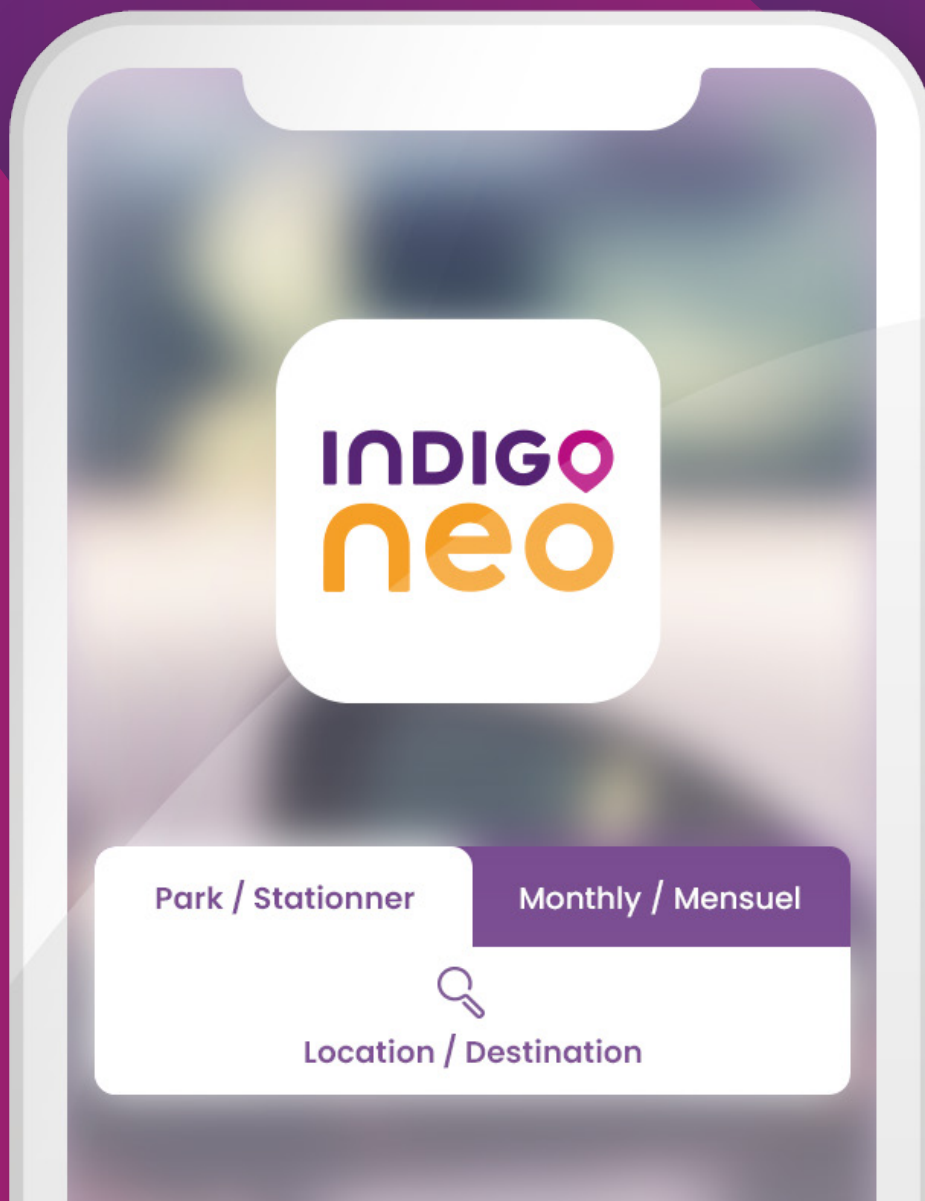 INDIGO
neo
Park / Stationner
Monthly / Mensuel
Location / Destination